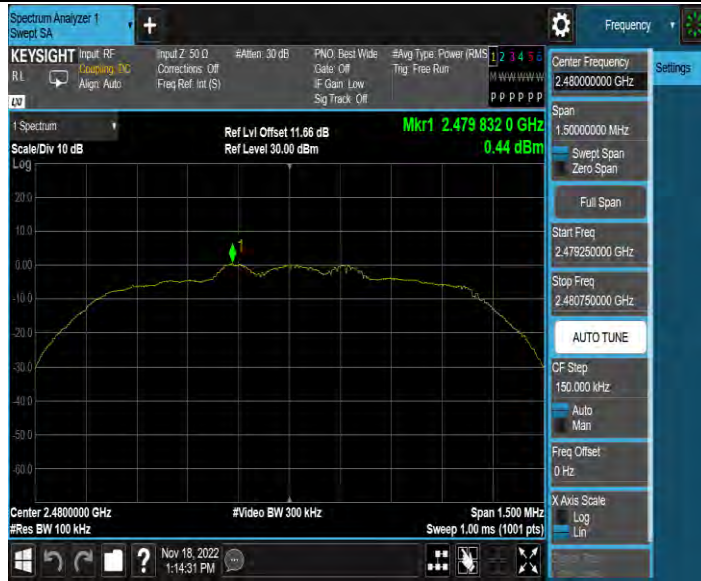 Spectrum Analyzer 1
Swept SA
+
Frequency
KEYSIGHT
RL
LXI
Input: RF
Coupling: DC
Align: Auto
Input Z: 50 Ω
Corrections: Off
Freq Ref: Int (S)
#Atten: 30 dB
PNO: Best Wide
Gate: Off
IF Gain: Low
Sig Track: Off
#Avg Type: Power (RMS
Trig: Free Run
1 2 3 4 5 6
M W W W W W
P P P P P P
1 Spectrum
Scale/Div 10 dB
Log
Ref Lvl Offset 11.66 dB
Ref Level 30.00 dBm
Mkr1 2.479 832 0 GHz
0.44 dBm
1
20.0
10.0
0.00
-10.0
-20.0
-30.0
-40.0
-50.0
-60.0
Center 2.4800000 GHz
#Res BW 100 kHz
#Video BW 300 kHz
Span 1.500 MHz
Sweep 1.00 ms (1001 pts)
Nov 18, 2022
1:14:31 PM
?
Center Frequency
2.480000000 GHz
Settings
Span
1.50000000 MHz
Swept Span
Zero Span
Full Span
Start Freq
2.479250000 GHz
Stop Freq
2.480750000 GHz
AUTO TUNE
CF Step
150.000 kHz
Auto
Man
Freq Offset
0 Hz
X Axis Scale
Log
Lin